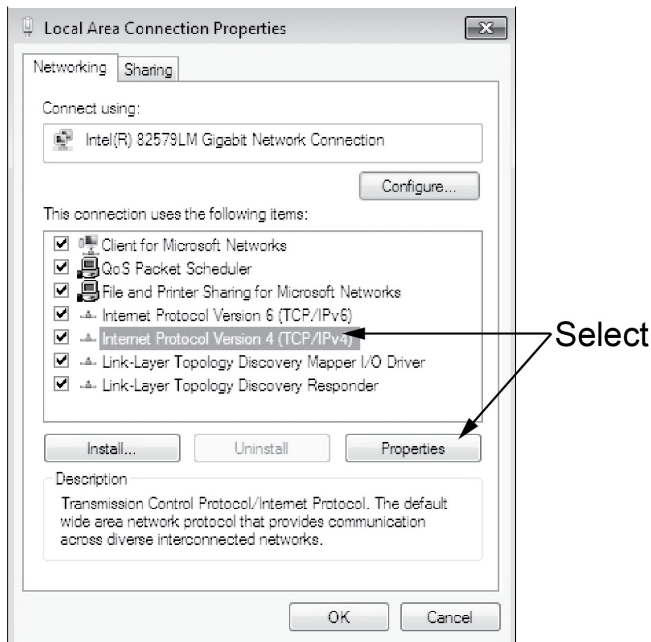 Local Area Connection Properties
Networking
Sharing
Connect using:
Intel(R) 82579LM Gigabit Network Connection
Configure...
This connection uses the following items:
Client for Microsoft Networks
QoS Packet Scheduler
File and Printer Sharing for Microsoft Networks
Internet Protocol Version 6 (TCP/IPv6)
Internet Protocol Version 4 (TCP/IPv4)
Select
Link-Layer Topology Discovery Mapper I/O Driver
Link-Layer Topology Discovery Responder
Install...
Uninstall
Properties
Description
Transmission Control Protocol/Internet Protocol. The default
wide area network protocol that provides communication
across diverse interconnected networks.
OK
Cancel